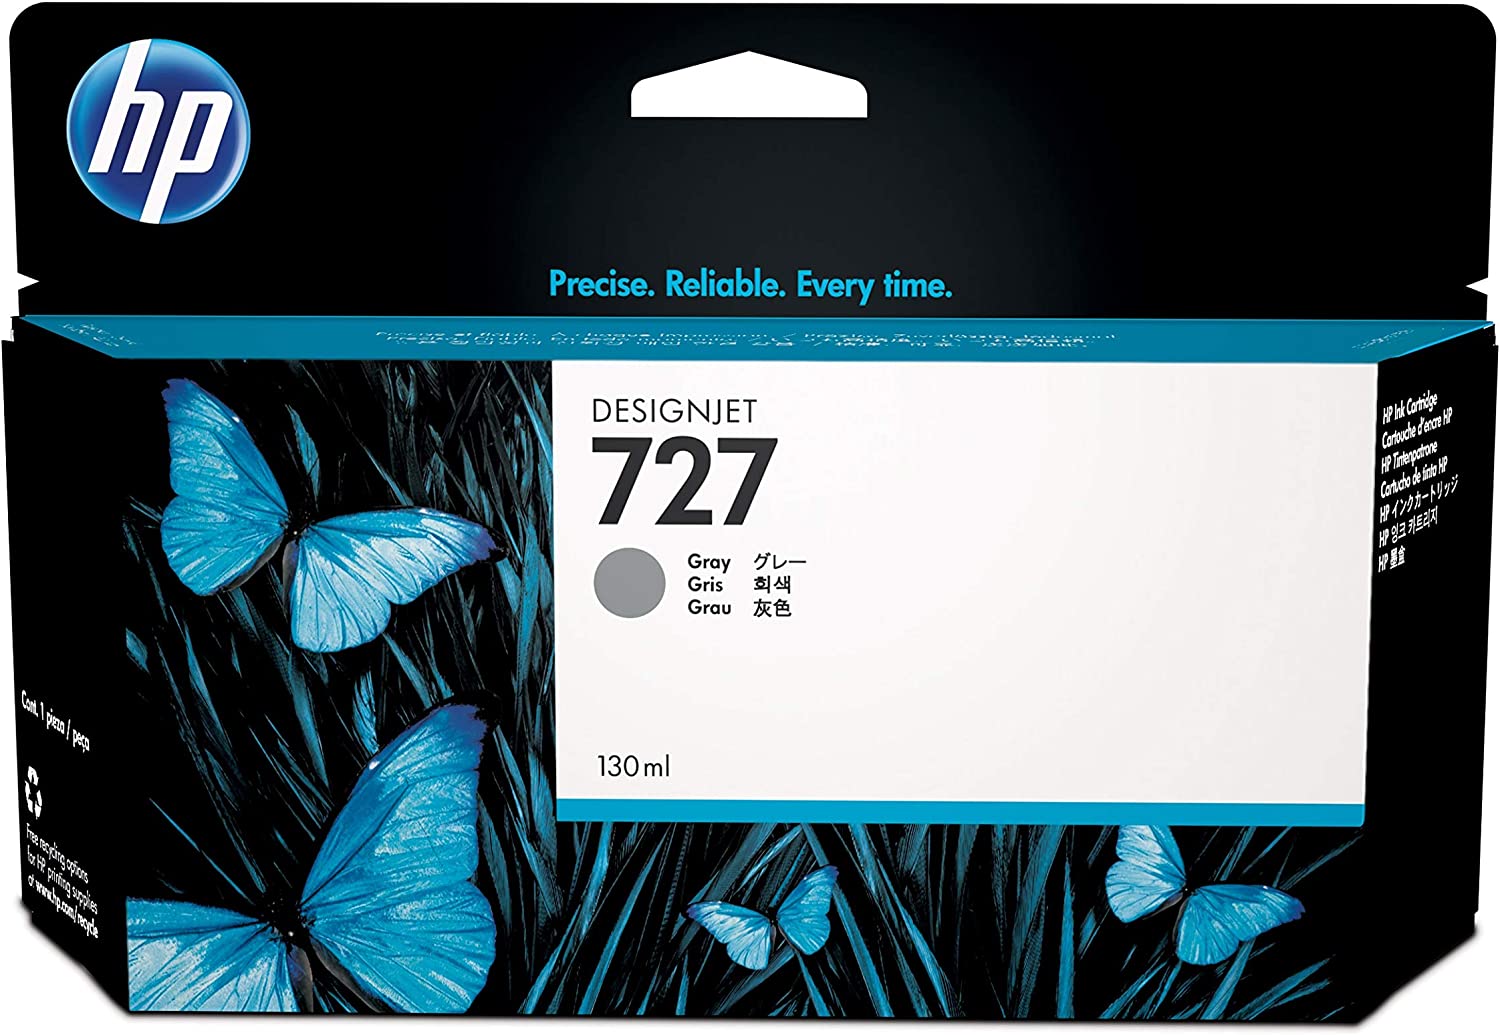 hp
Precise. Reliable. Every time.
DESIGNJET
727
Gray グレー
Gris 회색
Grau 灰色
130 ml
HP Ink Cartridge
Cartouche d'encre HP
HP Tintenpatrone
Cartucho de tinta HP
HP インクカートリッジ
HP 잉크 카트리지
HP 墨盒
Cont. 1 pieza / peça
Free recycling options
for HP printing supplies
at www.hp.com/recycle